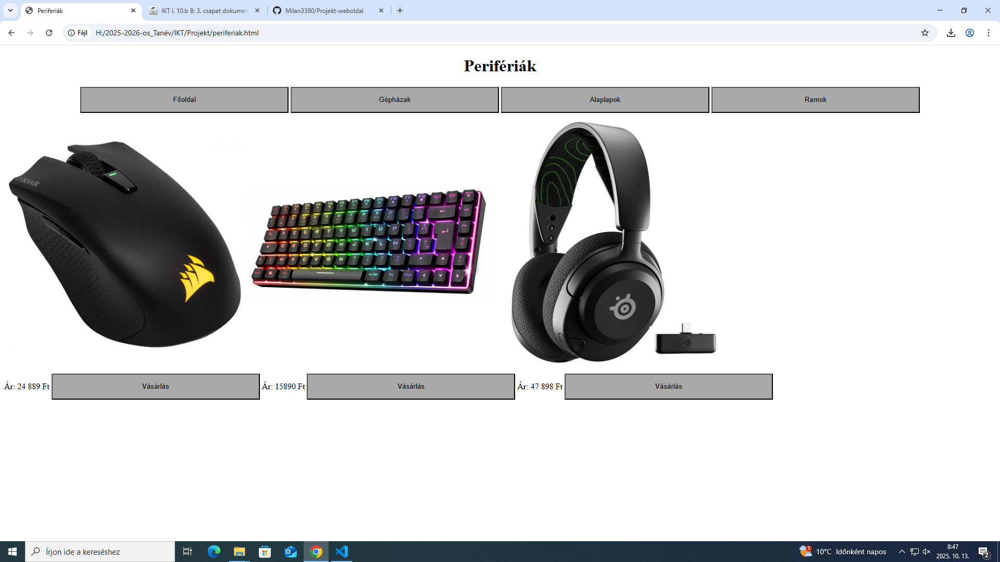 Periferiák
IKT I. 10.b B: 3. csapat dokumen
Milan3380/Projekt-weboldal
Fájl
H:/2025-2026-os_Tanév/IKT/Projekt/periferiak.html
Perifériák
Főoldal
Gépházak
Alaplapok
Ramok
CORSAIR
Ár: 24 889 Ft
Vásárlás
Ár: 15890 Ft
Vásárlás
Ár: 47 898 Ft
Vásárlás
Írjon ide a kereséshez
3
10°C Időnként napos
8:47
2025. 10. 13.
2